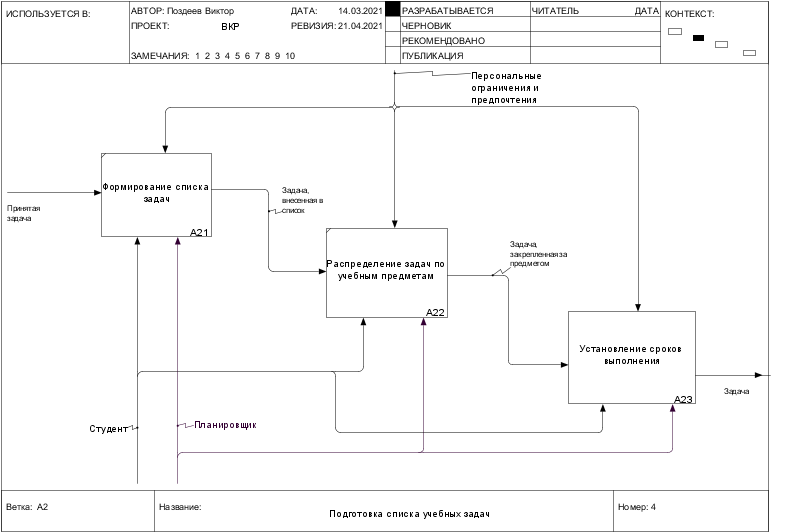 ИСПОЛЬЗУЕТСЯ В:
АВТОР: Поздеев Виктор
ДАТА: 14.03.2021
РАЗРАБАТЫВАЕТСЯ
ЧИТАТЕЛЬ
ДАТА
КОНТЕКСТ:
ПРОЕКТ: ВКР
РЕВИЗИЯ: 21.04.2021
ЧЕРНОВИК
РЕКОМЕНДОВАНО
ЗАМЕЧАНИЯ: 1 2 3 4 5 6 7 8 9 10
ПУБЛИКАЦИЯ
Персональные
ограничения и
предпочтения
Формирование списка
задач
A21
Принятая
задача
Задача,
внесенная в
список
Распределение задач по
учебным предметам
A22
Задача,
закрепленная за
предметом
Установление сроков
выполнения
A23
Задача
Студент
Планировщик
Ветка: A2
Название:
Подготовка списка учебных задач
Номер: 4